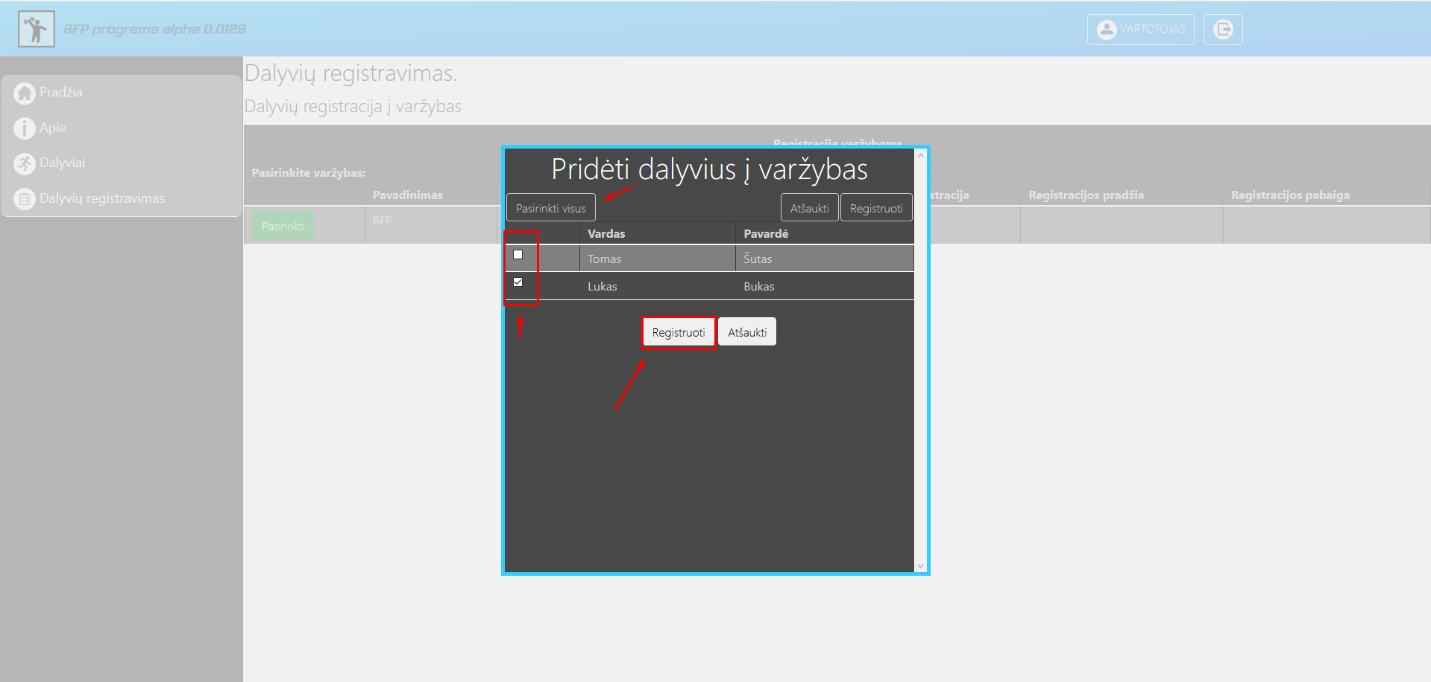 BFP programa alpha 0.0129
VARTOTOJAS
Pradžia
Apie
Dalyviai
Dalyvių registravimas
Dalyvių registravimas.
Dalyvių registracija į varžybas
Registracija varžyboms
Pasirinkite varžybas:
Pavadinimas
Registracijos pradžia
Registracijos pabaiga
Pasirinkti
BFP
Pridėti dalyvius į varžybas
Pasirinkti visus
Atšaukti
Registruoti
Vardas
Pavardė
Tomas
Šutas
Lukas
Bukas
Registruoti
Atšaukti